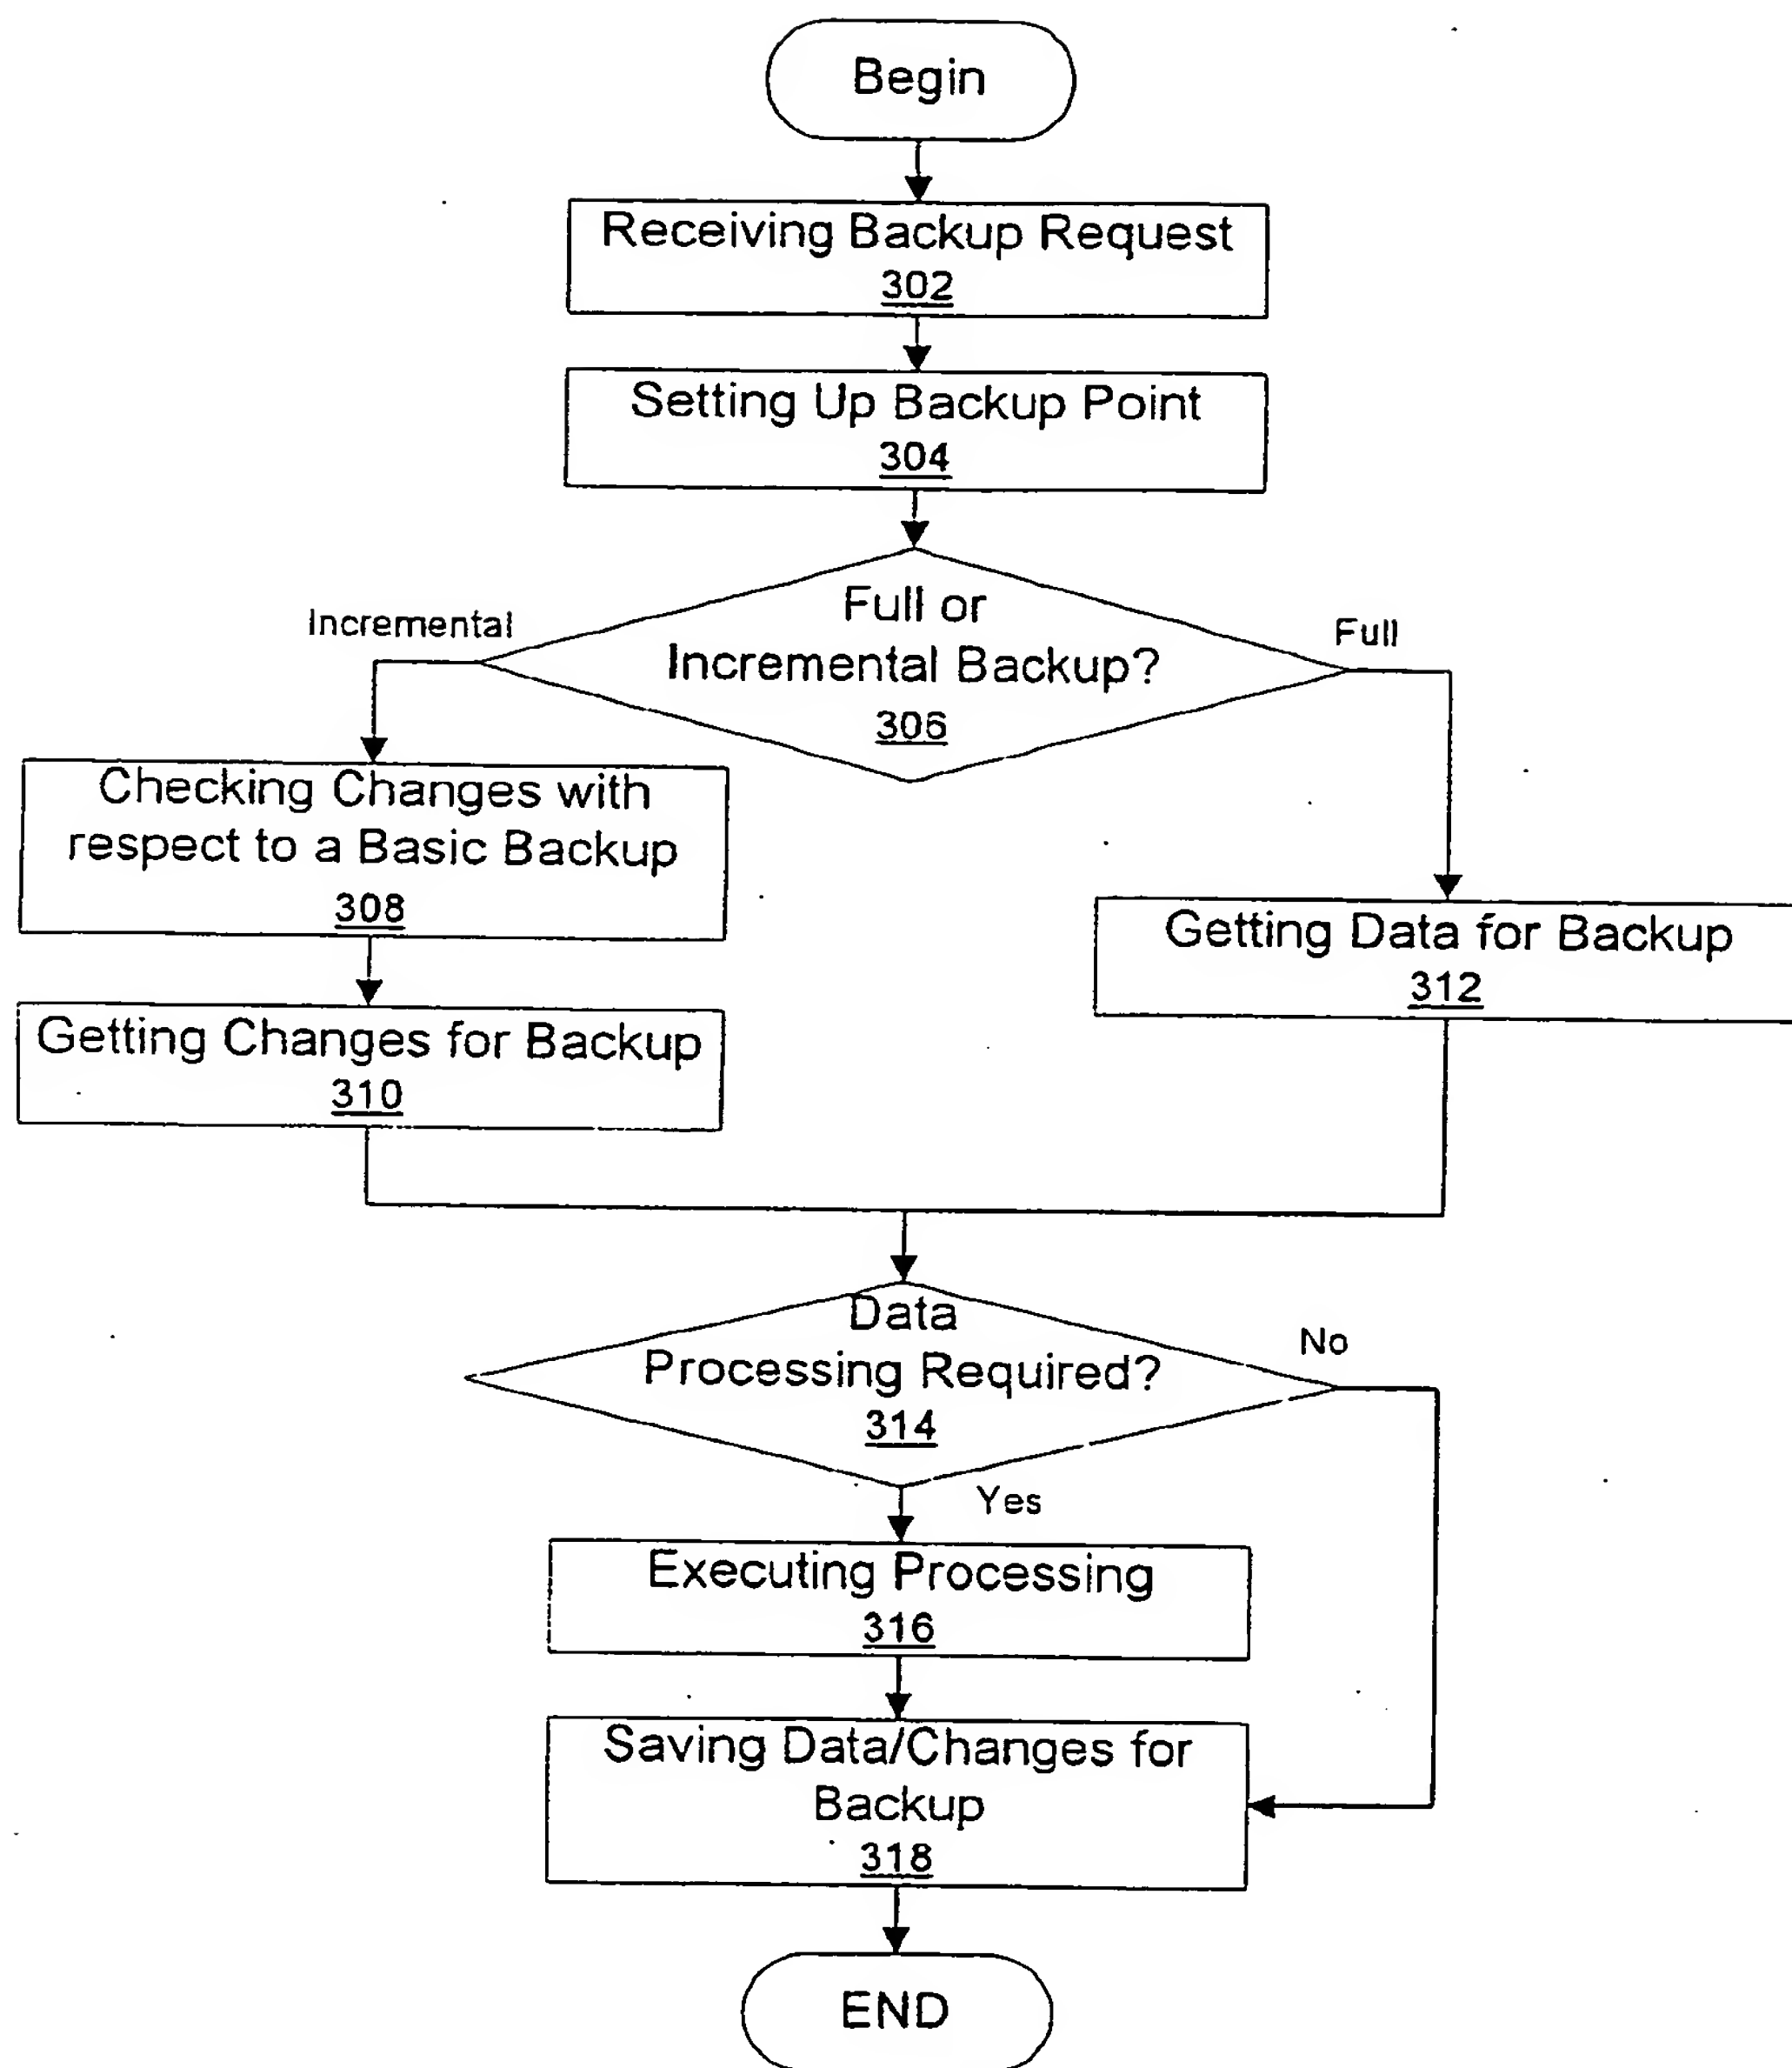 Begin
Receiving Backup Request
302
Setting Up Backup Point
304
Full or
Incremental Backup?
306
Incremental
Full
Checking Changes with
respect to a Basic Backup
308
Getting Changes for Backup
310
Getting Data for Backup
312
Data
Processing Required?
314
No
Yes
Executing Processing
316
Saving Data/Changes for
Backup
318
END